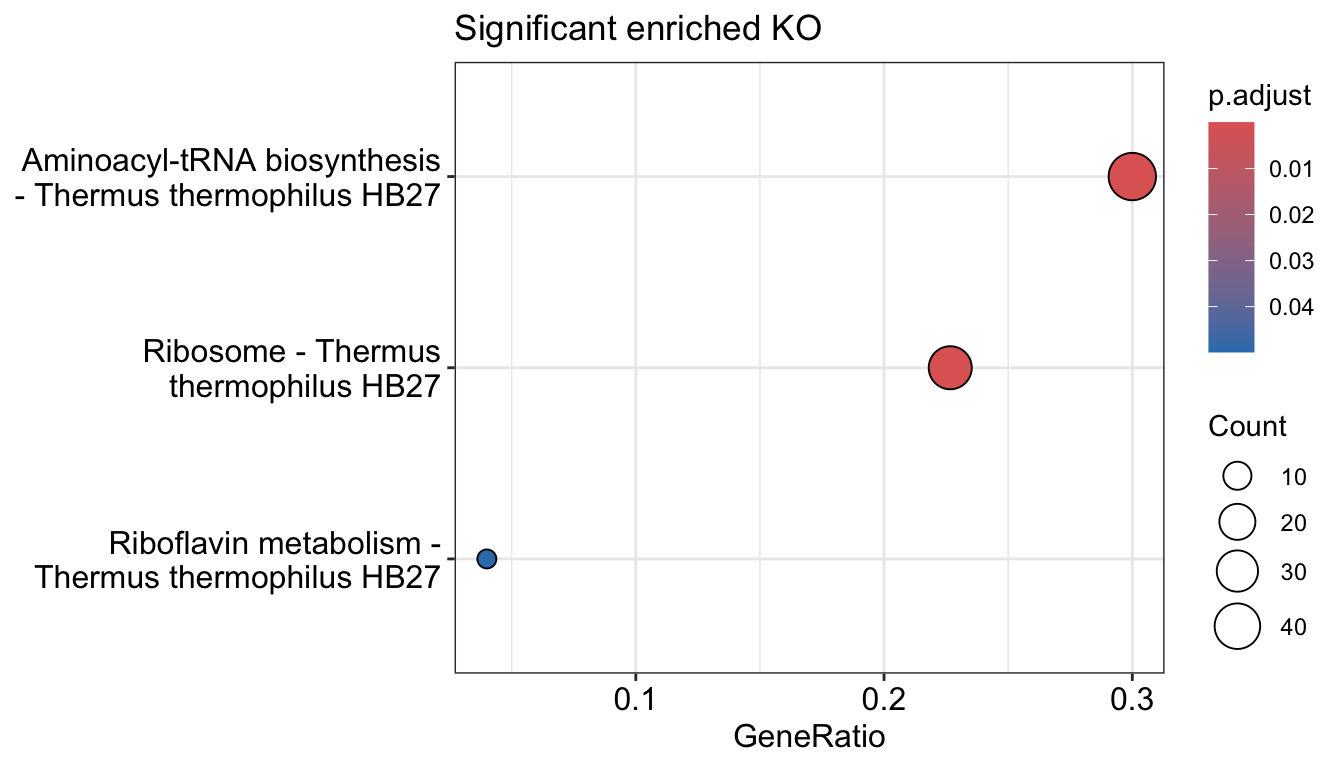 Significant enriched KO
Aminoacyl-tRNA biosynthesis
- Thermus thermophilus HB27
Ribosome - Thermus
thermophilus HB27
Riboflavin metabolism -
Thermus thermophilus HB27
0.1
0.2
0.3
GeneRatio
p.adjust
0.01
0.02
0.03
0.04
Count
10
20
30
40